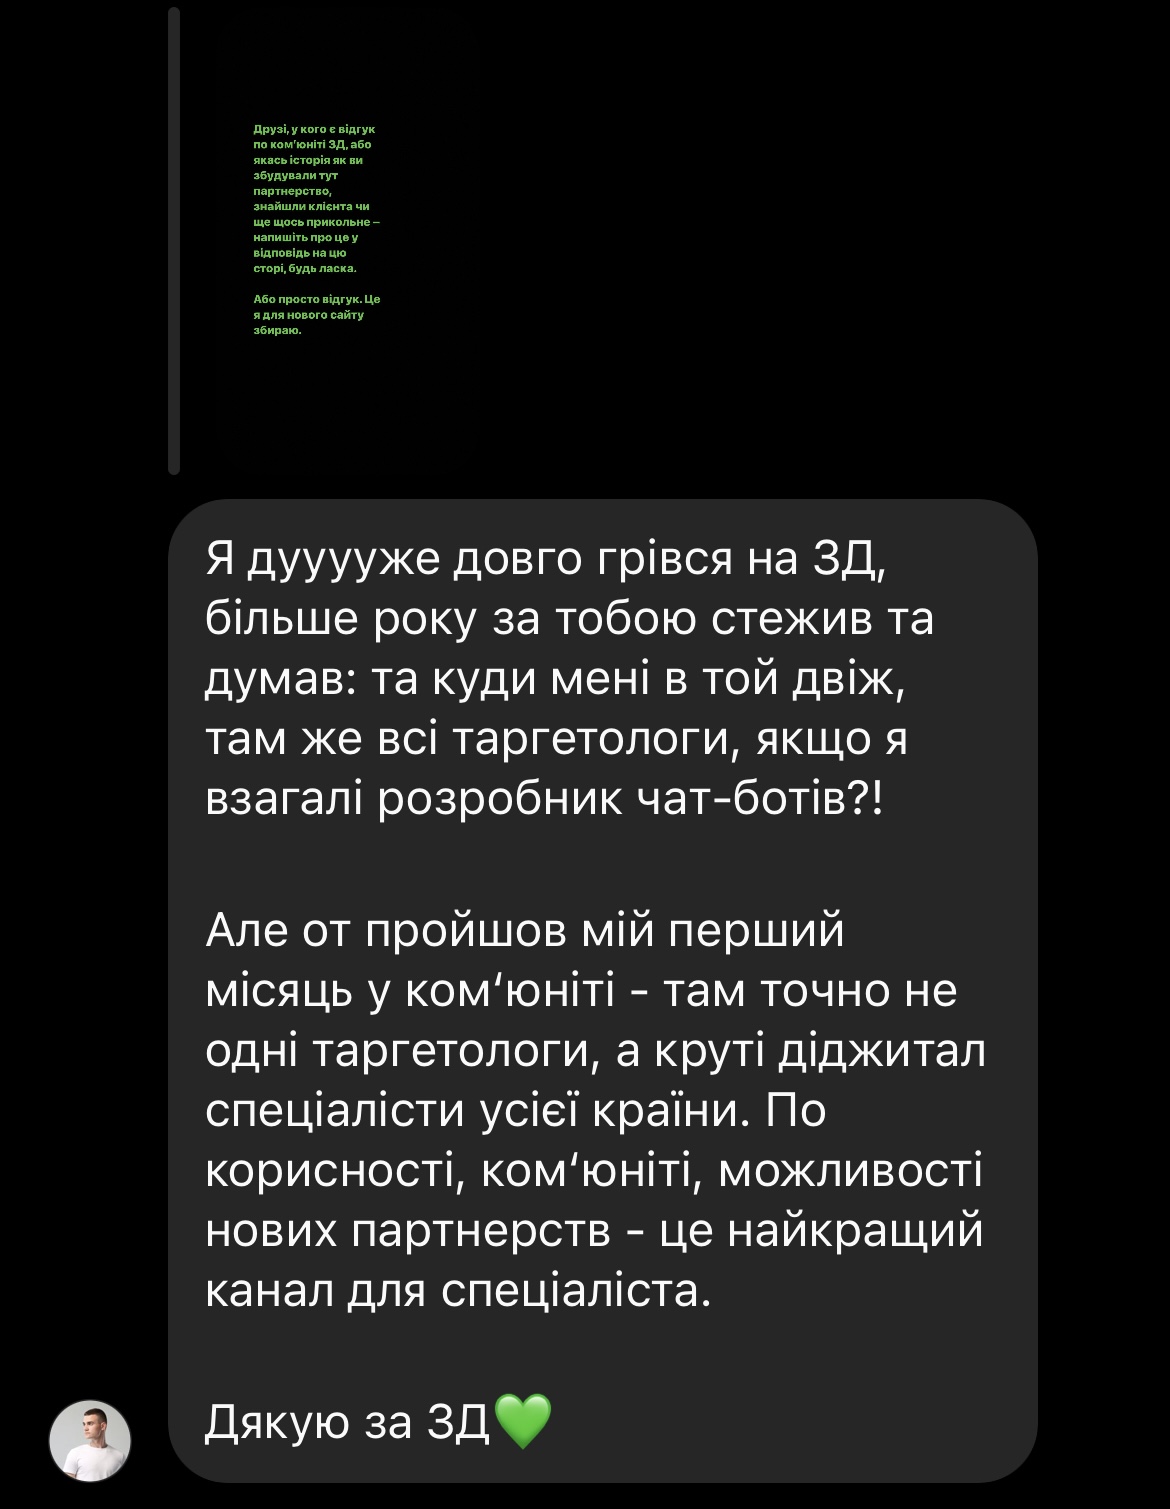 Друзі, у кого є відгук
по ком'юніті ЗД, або
якась історія як ви
збудували тут
партнерство,
знайшли клієнта чи
ще щось прикольне –
напишіть про це у
відповідь на цю
сторі, будь ласка.
Або просто відгук. Це
я для нового сайту
збираю.
Я дууууже довго грівся на ЗД,
більше року за тобою стежив та
думав: та куди мені в той двіж,
там же всі таргетологи, якщо я
взагалі розробник чат-ботів?!
Але от пройшов мій перший
місяць у ком‘юніті - там точно не
одні таргетологи, а круті діджитал
спеціалісти усієї країни. По
корисності, ком‘юніті, можливості
нових партнерств - це найкращий
канал для спеціаліста.
Дякую за ЗД💚